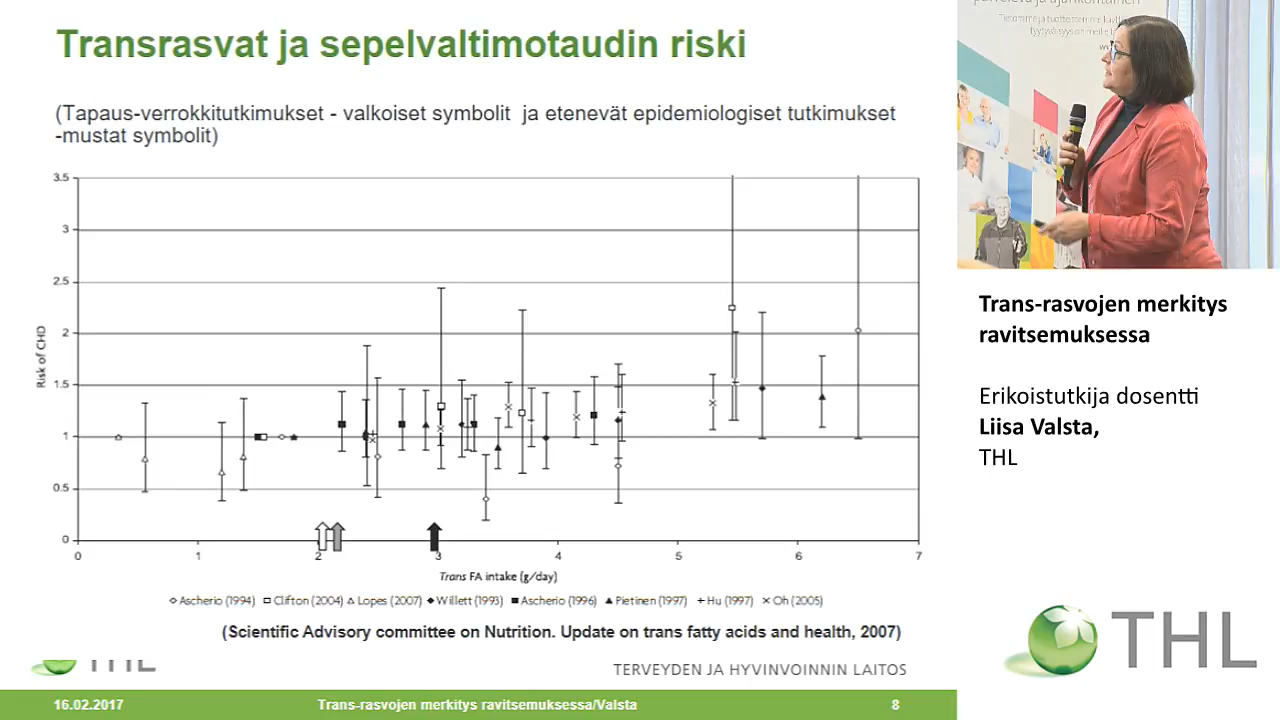 Transrasvat ja sepelvaltimotaudin riski
(Tapaus-verrokkitutkimukset - valkoiset symbolit ja etenevät epidemiologiset tutkimukset
-mustat symbolit)
3.5
3
2.5
2
1.5
1
0.5
0
Risk of CHD
0 1 2 3 4 5 6 7
Trans FA intake (g/day)
Ascherio (1994) Clifton (2004) Lopes (2007) Willett (1993) Ascherio (1996) Pietinen (1997) Hu (1997) Oh (2005)
(Scientific Advisory committee on Nutrition. Update on trans fatty acids and health, 2007)
THL
TERVEYDEN JA HYVINVOINNIN LAITOS
16.02.2017 Trans-rasvojen merkitys ravitsemuksessa/Valsta 8
Trans-rasvojen merkitys
ravitsemuksessa
Erikoistutkija dosentti
Liisa Valsta,
THL
THL